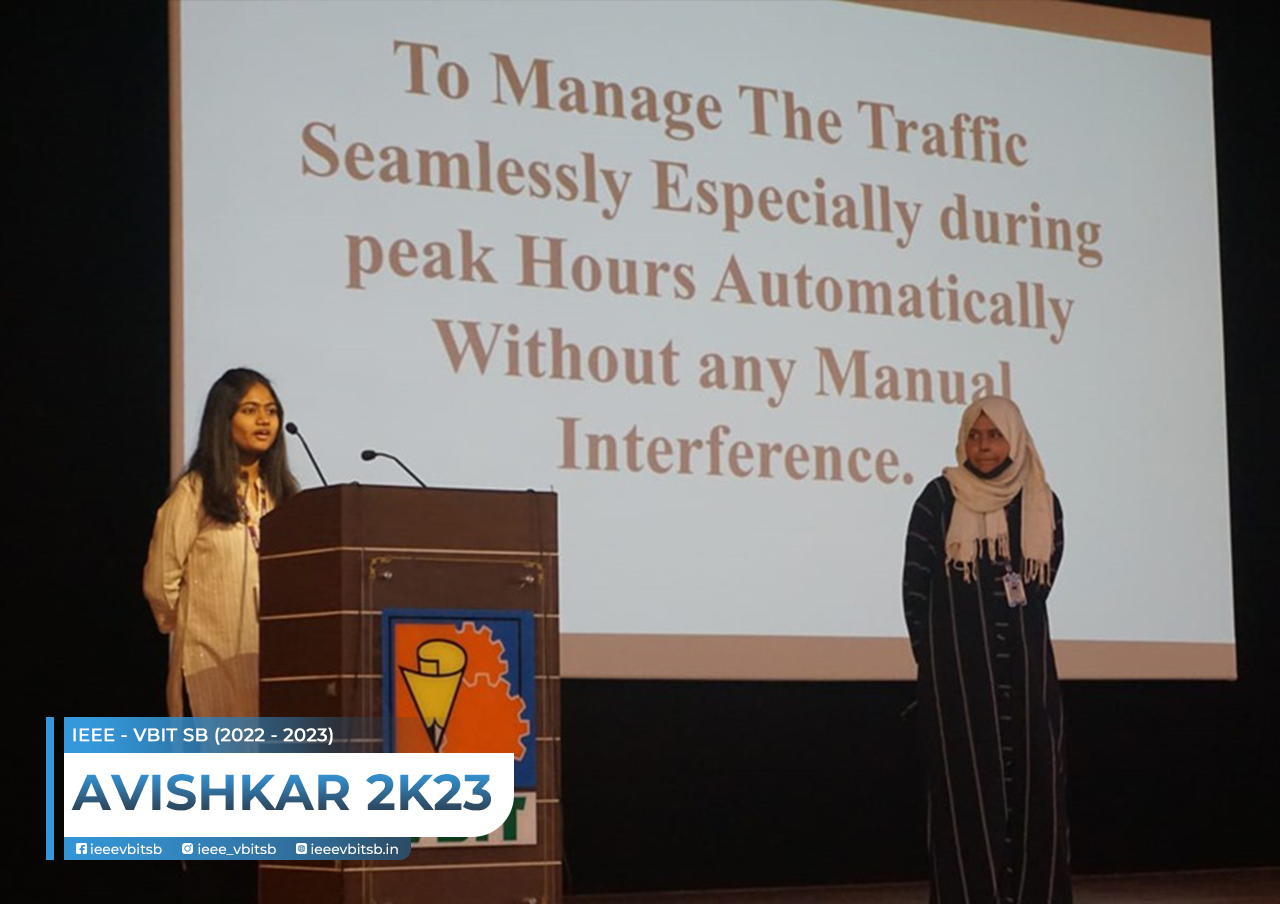 To Manage The Traffic
Seamlessly Especially during
peak Hours Automatically
Without any Manual
Interference.
IEEE - VBIT SB (2022 - 2023)
AVISHKAR 2K23
VBIT
ieeevbitsb ieee_vbitsb ieeevbitsb.in